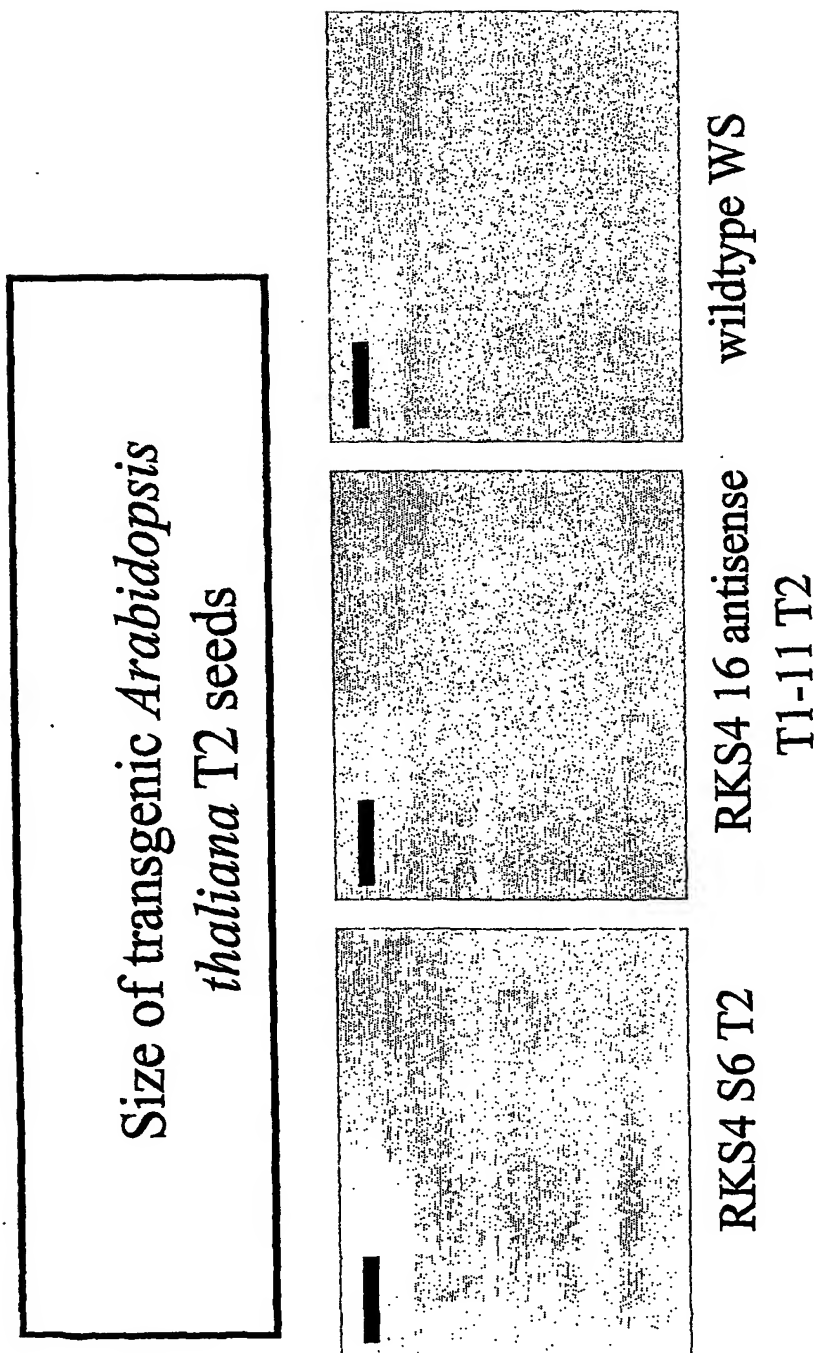 Size of transgenic Arabidopsis
thaliana T2 seeds
RKS4 S6 T2
RKS4 16 antisense
T1-11 T2
wildtype WS